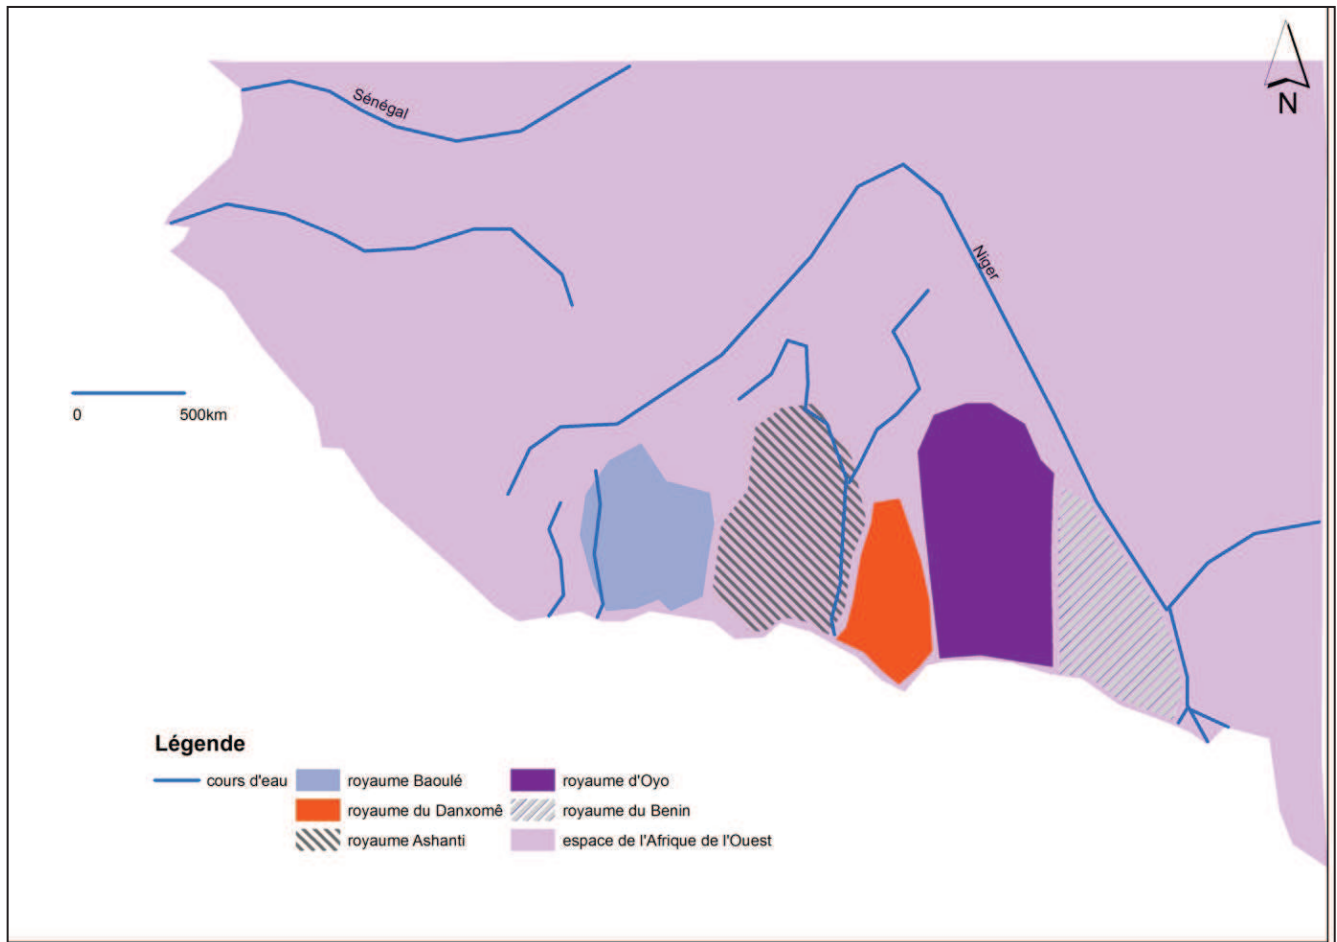 N
Sénégal
Niger
0 500km
Légende
cours d'eau
royaume Baoulé
royaume d'Oyo
royaume du Danxomê
royaume du Benin
royaume Ashanti
espace de l'Afrique de l'Ouest